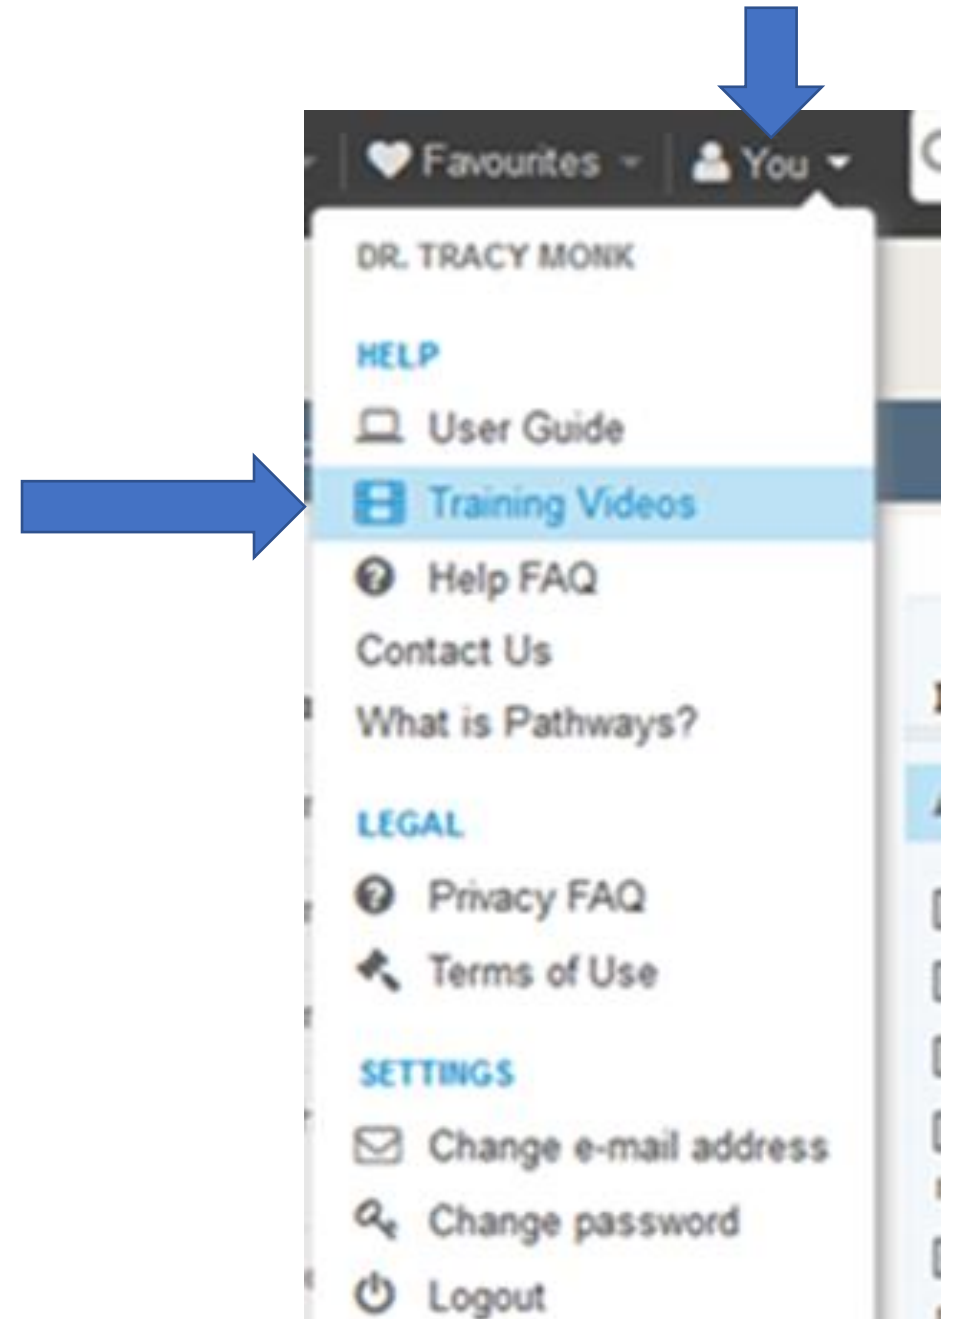 Favourites
You
DR. TRACY MONK
HELP
User Guide
Training Videos
Help FAQ
Contact Us
What is Pathways?
LEGAL
Privacy FAQ
Terms of Use
SETTINGS
Change e-mail address
Change password
Logout